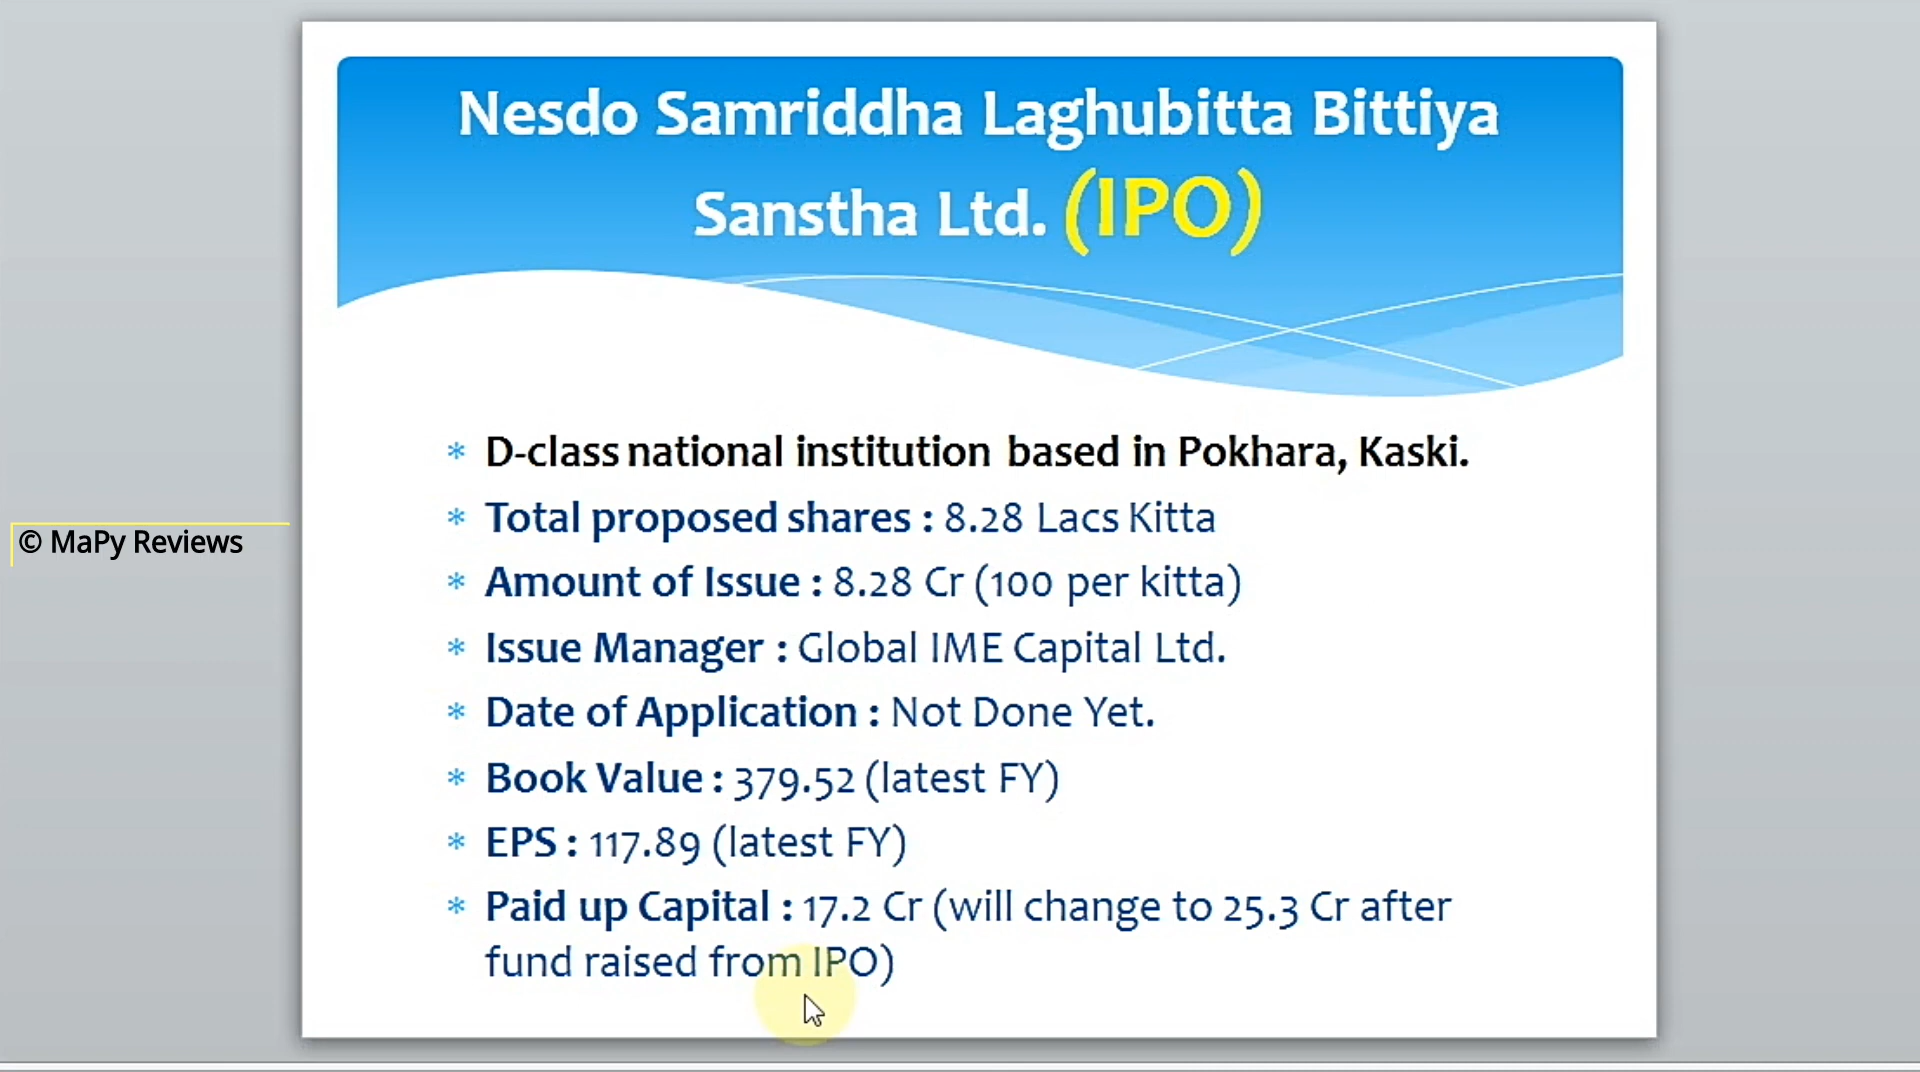 Nesdo Samriddha Laghubitta Bittiya
Sanstha Ltd. (IPO)
* D-class national institution based in Pokhara, Kaski.
* Total proposed shares : 8.28 Lacs Kitta
© MaPy Reviews
* Amount of Issue : 8.28 Cr (100 per kitta)
* Issue Manager : Global IME Capital Ltd.
* Date of Application : Not Done Yet.
* Book Value : 379.52 (latest FY)
* EPS : 117.89 (latest FY)
* Paid up Capital : 17.2 Cr (will change to 25.3 Cr after
fund raised from IPO)